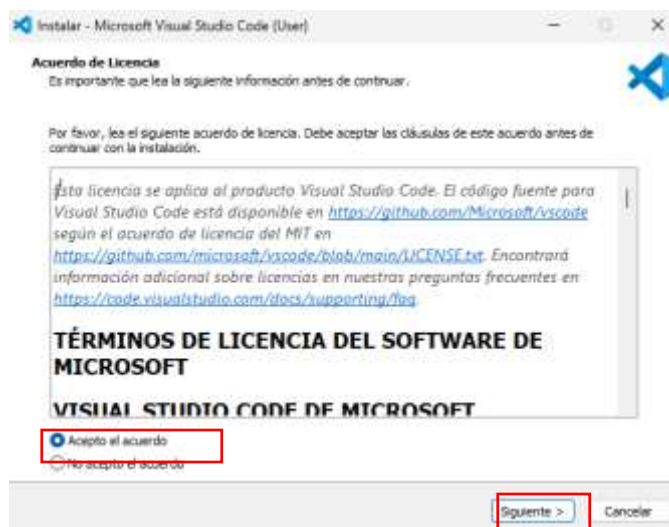 Instalar - Microsoft Visual Studio Code (User)
Acuerdo de Licencia
Es importante que lea la siguiente información antes de continuar.
Por favor, lea el siguiente acuerdo de licencia. Debe aceptar las cláusulas de este acuerdo antes de
continuar con la instalación.
Esta licencia se aplica al producto Visual Studio Code. El código fuente para
Visual Studio Code está disponible en https://github.com/Microsoft/vscode
según el acuerdo de licencia del MIT en
https://github.com/microsoft/vscode/blob/main/LICENSE.txt. Encontrará
información adicional sobre licencias en nuestras preguntas frecuentes en
https://code.visualstudio.com/docs/supporting/faq.
TÉRMINOS DE LICENCIA DEL SOFTWARE DE
MICROSOFT
VISUAL STUDIO CODE DE MICROSOFT
Acepto el acuerdo
No acepto el acuerdo
Siguiente >
Cancelar